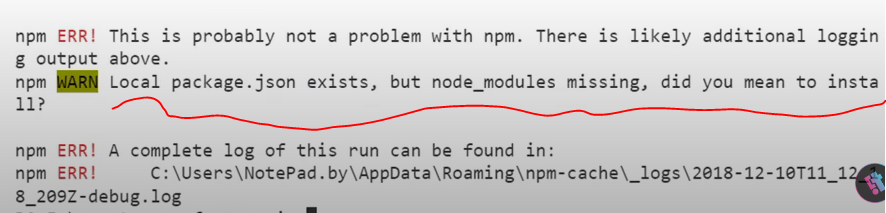 npm ERR! This is probably not a problem with npm. There is likely additional loggin
g output above.
npm WARN Local package.json exists, but node_modules missing, did you mean to insta
ll?
npm ERR! A complete log of this run can be found in:
npm ERR!     C:\Users\NotePad.by\AppData\Roaming\npm-cache\_logs\2018-12-10T11_12_
8_209Z-debug.log